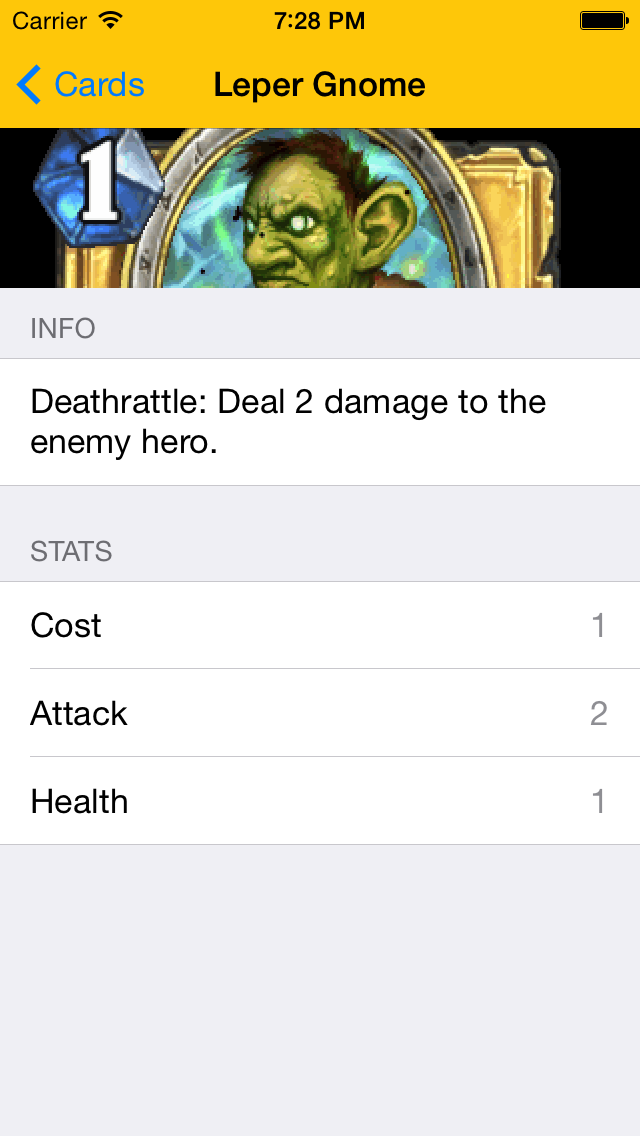 Carrier 7:28 PM
Cards Leper Gnome
1
INFO
Deathrattle: Deal 2 damage to the
enemy hero.
STATS
Cost 1
Attack 2
Health 1